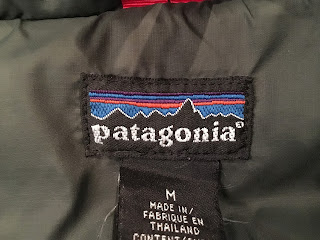 patagonia®
M
MADE IN/
FABRIQUE EN
THAILAND